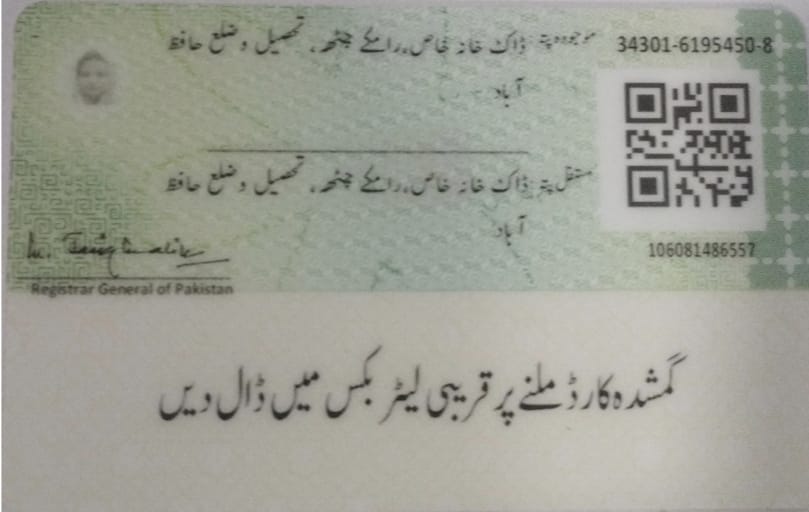 موجودہ پتہ: ڈاک خانہ خاص، رامکے چٹھہ، تحصیل و ضلع حافظ
آباد
34301-6195450-8
مستقل پتہ: ڈاک خانہ خاص، رامکے چٹھہ، تحصیل و ضلع حافظ
آباد
106081486557
Registrar General of Pakistan
گمشدہ کارڈ ملنے پر قریبی لیٹر بکس میں ڈال دیں